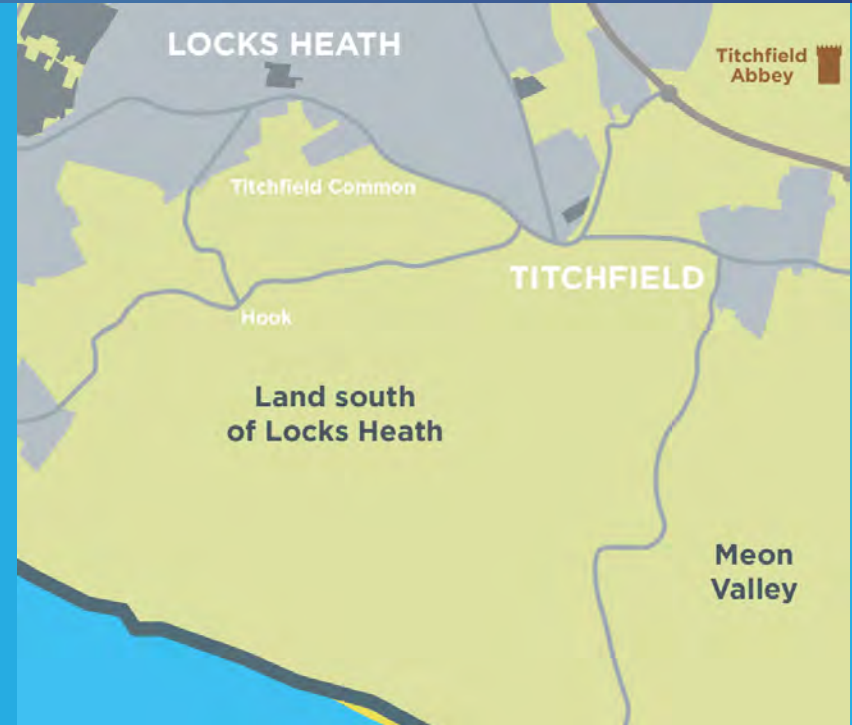 LOCKS HEATH
Titchfield
Abbey
Titchfield Common
TITCHFIELD
Hook
Land south
of Locks Heath
Meon
Valley